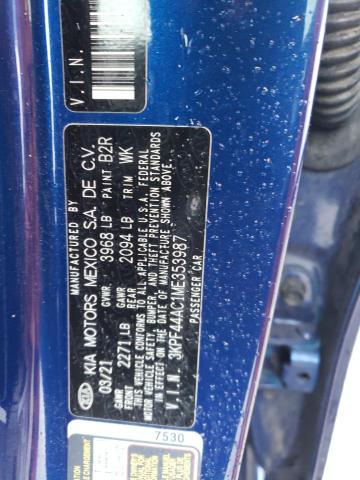 V.I.N.
MANUFACTURED BY
KIA KIA MOTORS MEXICO S.A. DE C.V.
03/21 GVWR 3968 LB PAINT B2R
GAWR FRONT 2271 LB GAWR REAR 2094 LB TRIM WK
THIS VEHICLE CONFORMS TO ALL APPLICABLE U.S.A. FEDERAL
MOTOR VEHICLE SAFETY, BUMPER, AND THEFT PREVENTION STANDARDS
IN EFFECT ON THE DATE OF MANUFACTURE SHOWN ABOVE.
V.I.N. 3KPF44AC1ME353987
PASSENGER CAR
7530